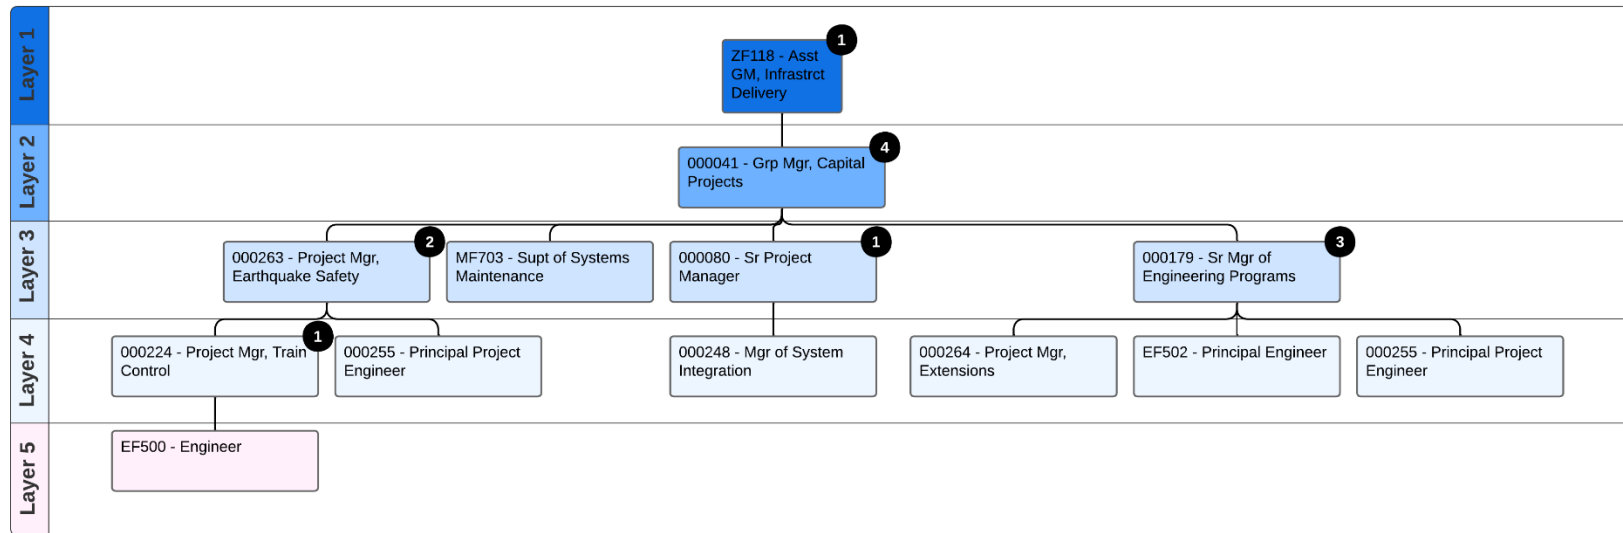 Layer 1
1
ZF118 - Asst
GM, Infrastrct
Delivery
Layer 2
4
000041 - Grp Mgr, Capital
Projects
Layer 3
2
000263 - Project Mgr,
Earthquake Safety
MF703 - Supt of Systems
Maintenance
1
000080 - Sr Project
Manager
3
000179 - Sr Mgr of
Engineering Programs
Layer 4
1
000224 - Project Mgr, Train
Control
000255 - Principal Project
Engineer
000248 - Mgr of System
Integration
000264 - Project Mgr,
Extensions
EF502 - Principal Engineer
000255 - Principal Project
Engineer
Layer 5
EF500 - Engineer